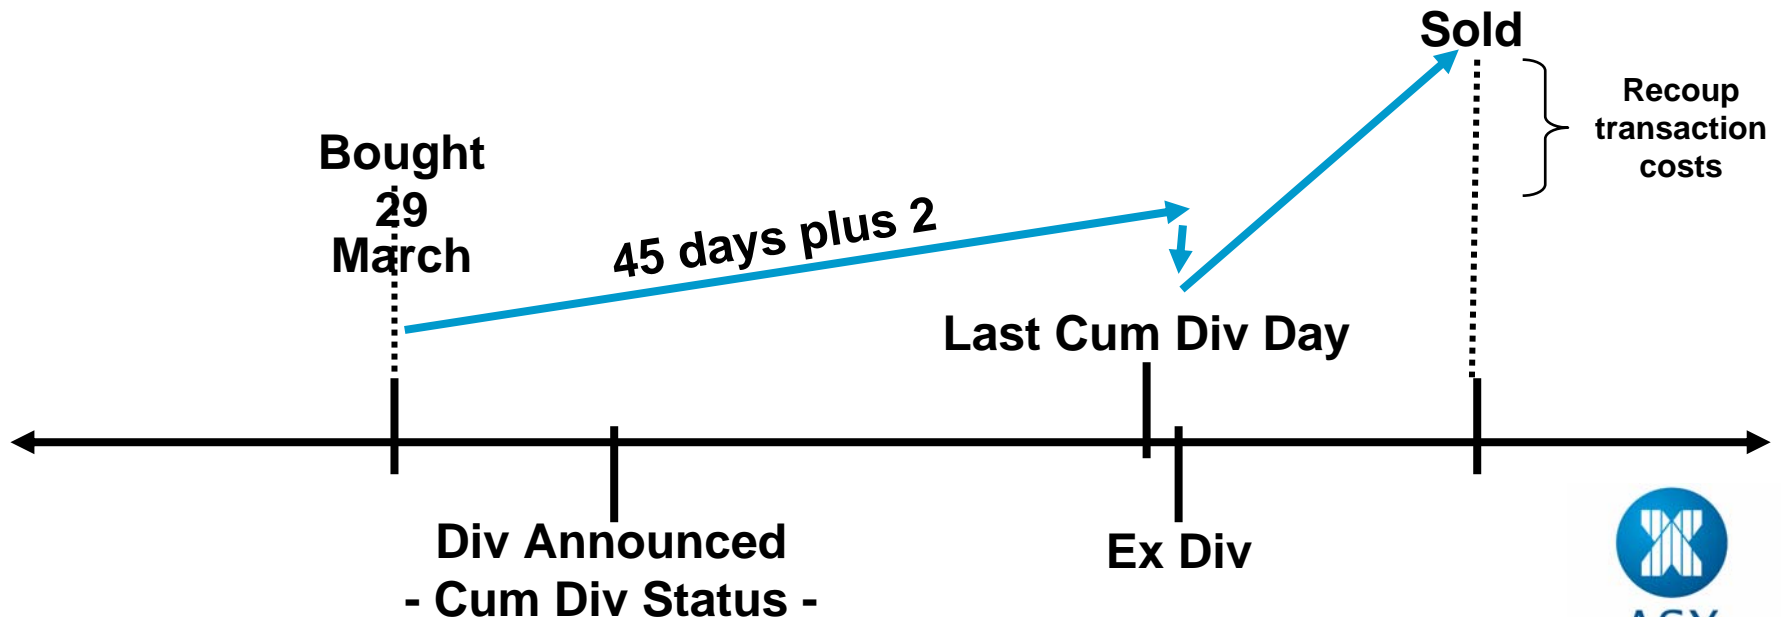 Sold
Recoup
transaction
costs
Bought
29
March
45 days plus 2
Last Cum Div Day
Div Announced
- Cum Div Status -
Ex Div
ASX